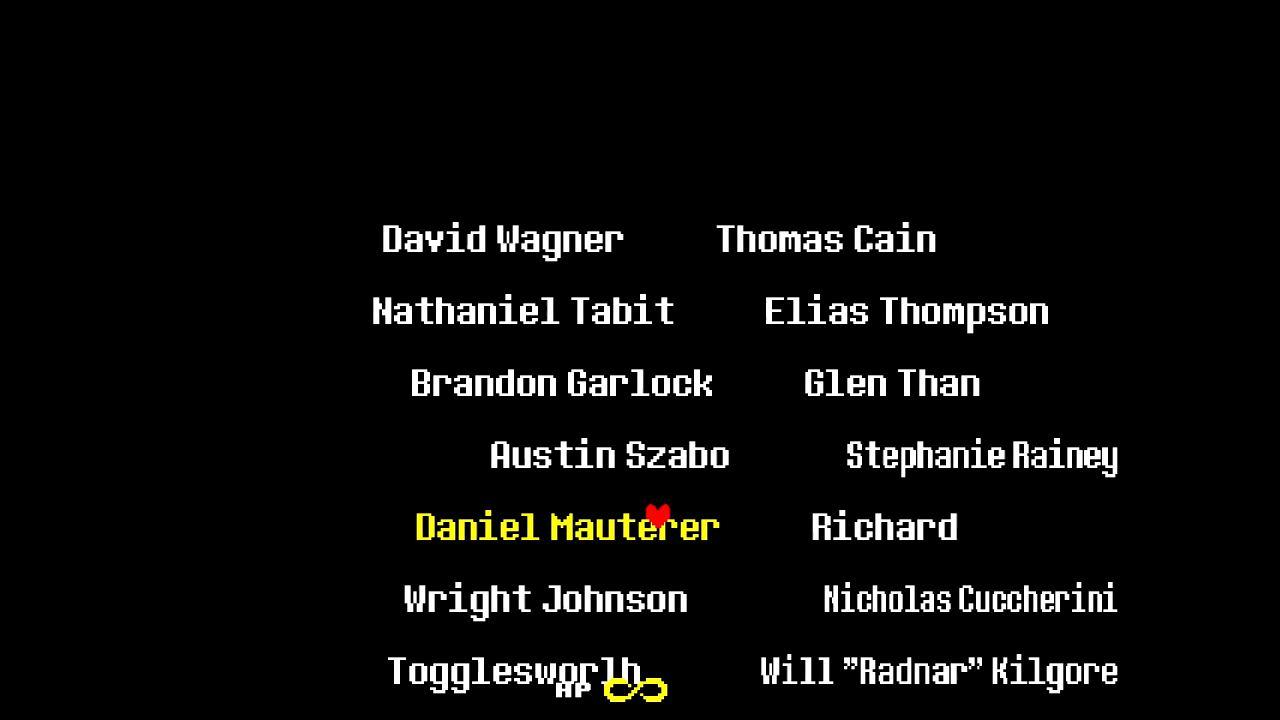 David Wagner Thomas Cain
Nathaniel Tabit Elias Thompson
Brandon Garlock Glen Than
Austin Szabo Stephanie Rainey
Daniel Mauterer Richard
Wright Johnson Nicholas Cuccherini
Togglesworlh Will "Radnar" Kilgore
HP ∞